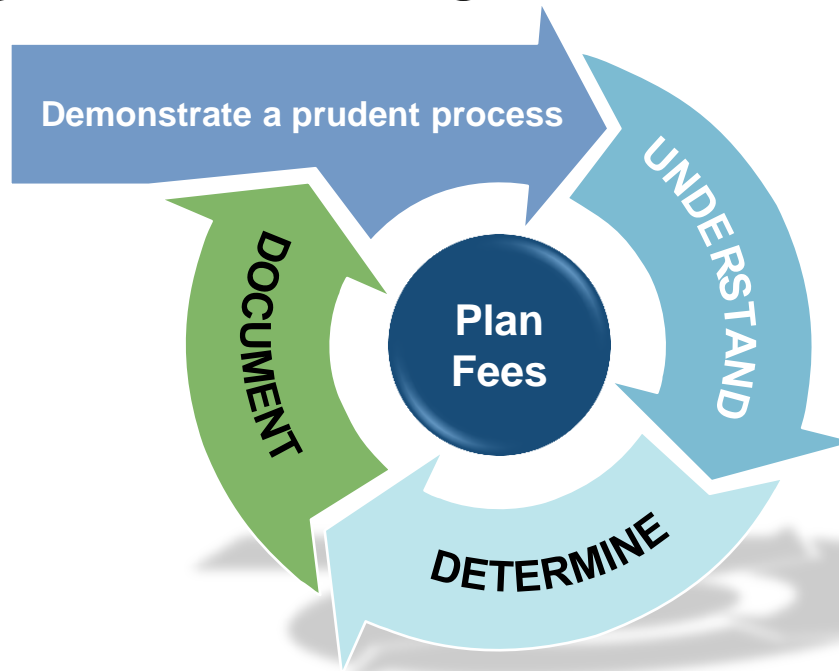 Demonstrate a prudent process
UNDERSTAND
Plan
Fees
DOCUMENT
DETERMINE